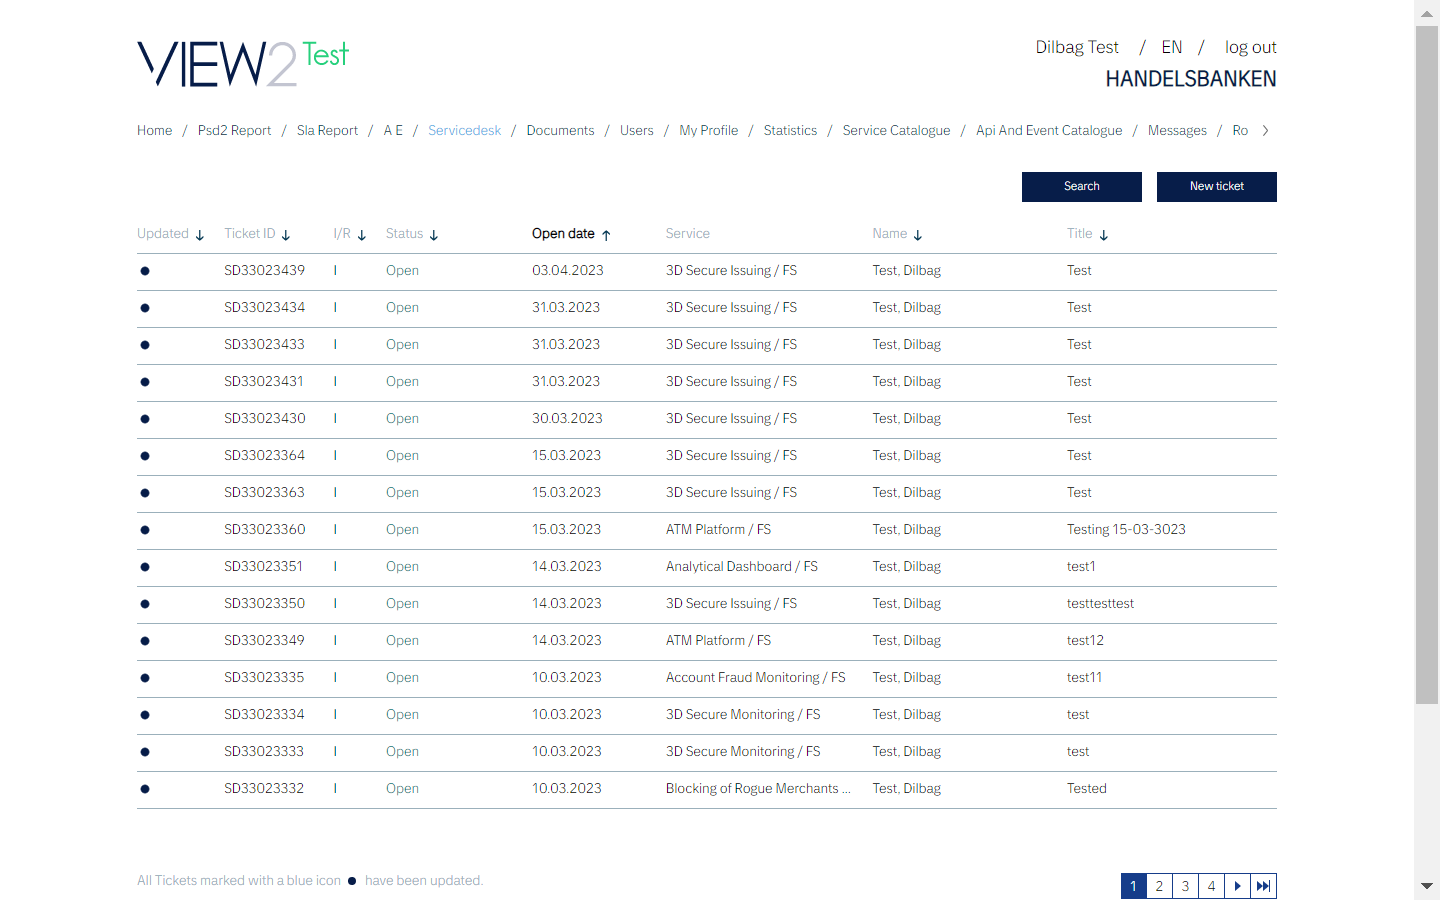 VIEW2 Test
Dilbag Test / EN / log out
HANDELSBANKEN
Home / Psd2 Report / Sla Report / A E / Servicedesk / Documents / Users / My Profile / Statistics / Service Catalogue / Api And Event Catalogue / Messages / Ro
Search New ticket
Updated Ticket ID I/R Status Open date Service Name Title
SD33023439 I Open 03.04.2023 3D Secure Issuing / FS Test, Dilbag Test
SD33023434 I Open 31.03.2023 3D Secure Issuing / FS Test, Dilbag Test
SD33023433 I Open 31.03.2023 3D Secure Issuing / FS Test, Dilbag Test
SD33023431 I Open 31.03.2023 3D Secure Issuing / FS Test, Dilbag Test
SD33023430 I Open 30.03.2023 3D Secure Issuing / FS Test, Dilbag Test
SD33023364 I Open 15.03.2023 3D Secure Issuing / FS Test, Dilbag Test
SD33023363 I Open 15.03.2023 3D Secure Issuing / FS Test, Dilbag Test
SD33023360 I Open 15.03.2023 ATM Platform / FS Test, Dilbag Testing 15-03-3023
SD33023351 I Open 14.03.2023 Analytical Dashboard / FS Test, Dilbag test1
SD33023350 I Open 14.03.2023 3D Secure Issuing / FS Test, Dilbag testtesttest
SD33023349 I Open 14.03.2023 ATM Platform / FS Test, Dilbag test12
SD33023335 I Open 10.03.2023 Account Fraud Monitoring / FS Test, Dilbag test11
SD33023334 I Open 10.03.2023 3D Secure Monitoring / FS Test, Dilbag test
SD33023333 I Open 10.03.2023 3D Secure Monitoring / FS Test, Dilbag test
SD33023332 I Open 10.03.2023 Blocking of Rogue Merchants ... Test, Dilbag Tested
All Tickets marked with a blue icon have been updated.
1 2 3 4